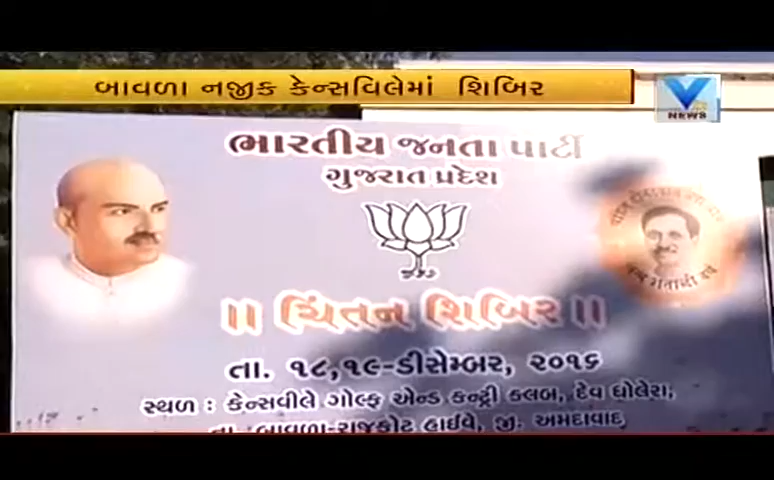 બાવળા નજીક કેન્સવિલેમાં શિબિર
V
NEWS
ભારતીય જનતા પાર્ટી
ગુજરાત પ્રદેશ
|| ચિંતન શિબિર ||
તા. ૧૮,૧૯-ડીસેમ્બર, ૨૦૧૬
સ્થળ : કેન્સવીલે ગોલ્ફ એન્ડ કન્ટ્રી કલબ, દેવ ધોલેરા,
તા. બાવળા-રાજકોટ હાઈવે, જી. અમદાવાદ